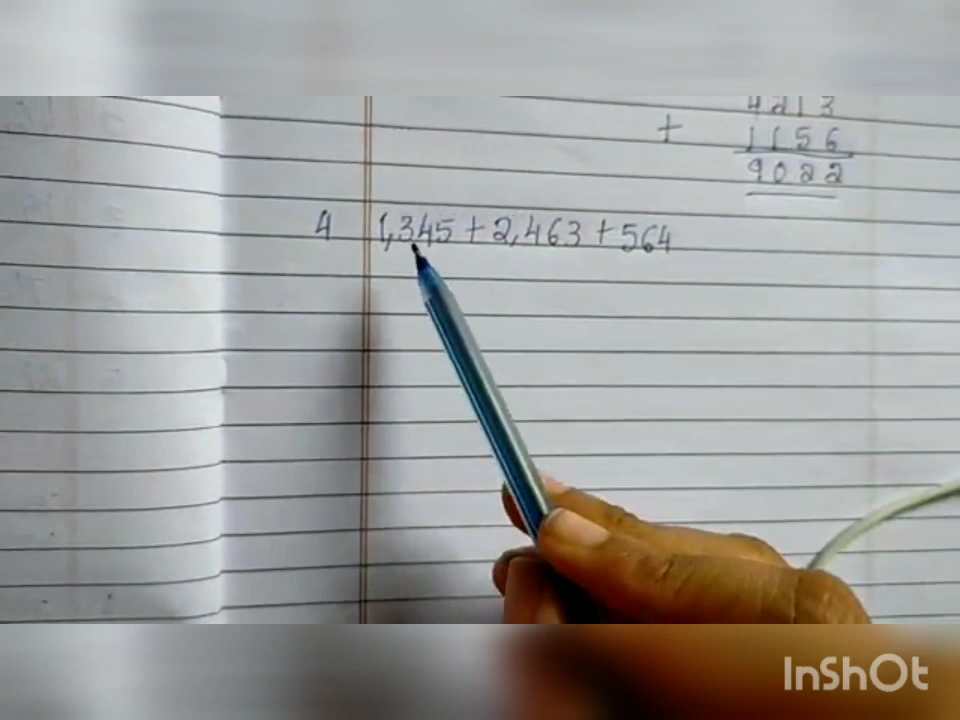 4213
+ 1156
9022
4 1,345 + 2,463 + 564
InShOt